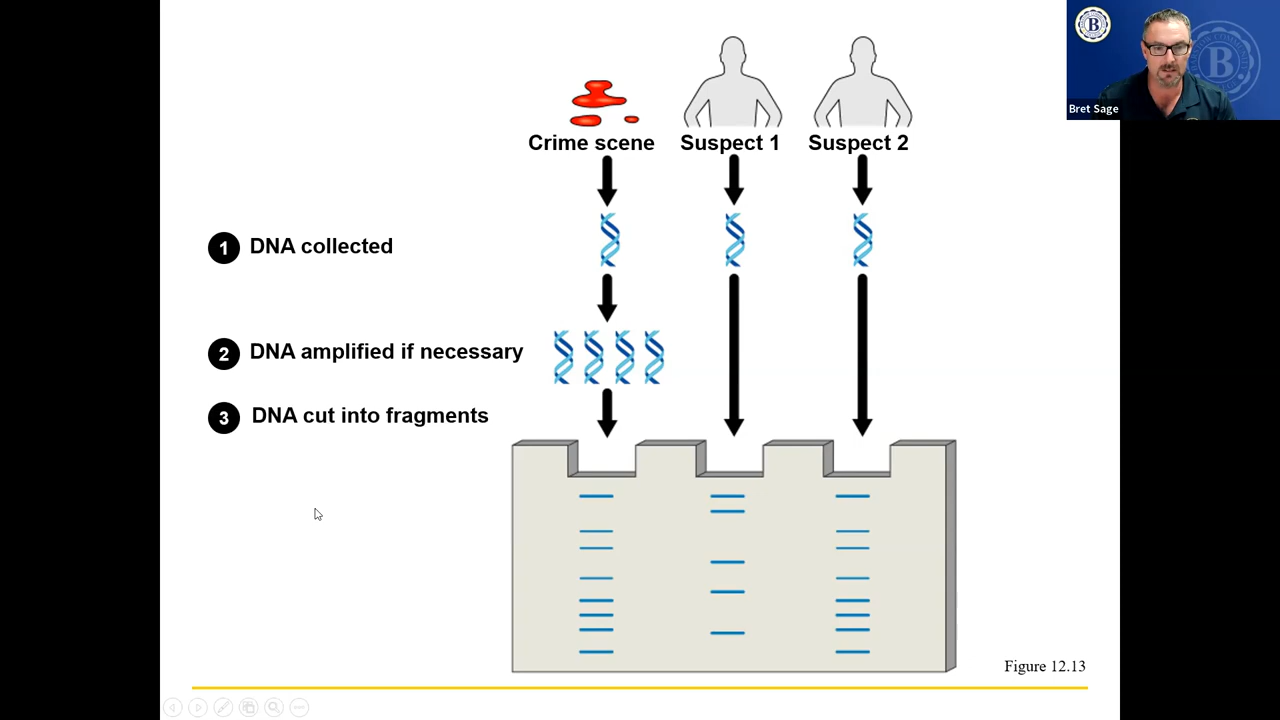 B
Bret Sage
Crime scene
Suspect 1
Suspect 2
1 DNA collected
2 DNA amplified if necessary
3 DNA cut into fragments
Figure 12.13